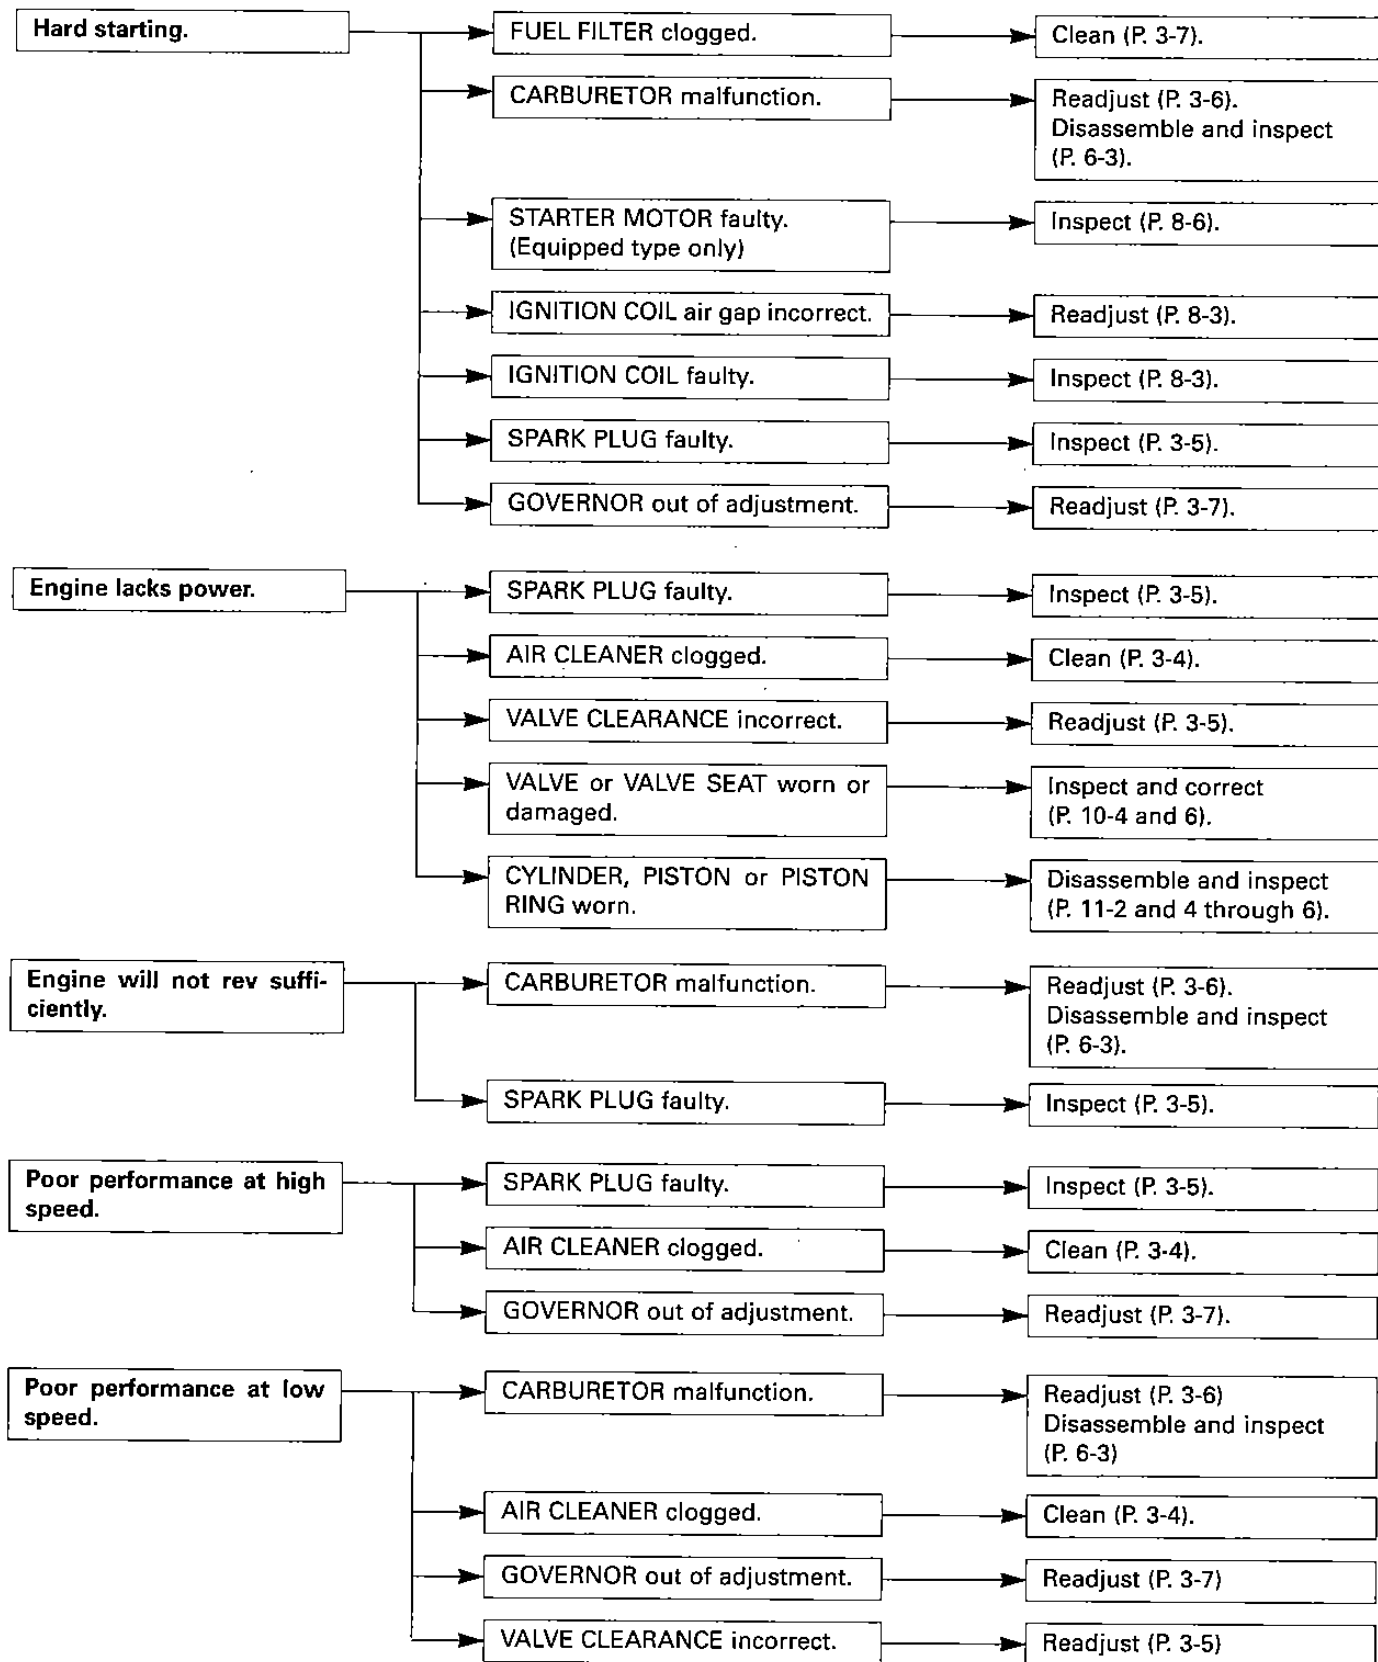 Hard starting.
FUEL FILTER clogged.
Clean (P. 3-7).
CARBURETOR malfunction.
Readjust (P. 3-6).
Disassemble and inspect
(P. 6-3).
STARTER MOTOR faulty.
(Equipped type only)
Inspect (P. 8-6).
IGNITION COIL air gap incorrect.
Readjust (P. 8-3).
IGNITION COIL faulty.
Inspect (P. 8-3).
SPARK PLUG faulty.
Inspect (P. 3-5).
GOVERNOR out of adjustment.
Readjust (P. 3-7).
Engine lacks power.
SPARK PLUG faulty.
Inspect (P. 3-5).
AIR CLEANER clogged.
Clean (P. 3-4).
VALVE CLEARANCE incorrect.
Readjust (P. 3-5).
VALVE or VALVE SEAT worn or
damaged.
Inspect and correct
(P. 10-4 and 6).
CYLINDER, PISTON or PISTON
RING worn.
Disassemble and inspect
(P. 11-2 and 4 through 6).
Engine will not rev suffi-
ciently.
CARBURETOR malfunction.
Readjust (P. 3-6).
Disassemble and inspect
(P. 6-3).
SPARK PLUG faulty.
Inspect (P. 3-5).
Poor performance at high
speed.
SPARK PLUG faulty.
Inspect (P. 3-5).
AIR CLEANER clogged.
Clean (P. 3-4).
GOVERNOR out of adjustment.
Readjust (P. 3-7).
Poor performance at low
speed.
CARBURETOR malfunction.
Readjust (P. 3-6)
Disassemble and inspect
(P. 6-3)
AIR CLEANER clogged.
Clean (P. 3-4).
GOVERNOR out of adjustment.
Readjust (P. 3-7)
VALVE CLEARANCE incorrect.
Readjust (P. 3-5)